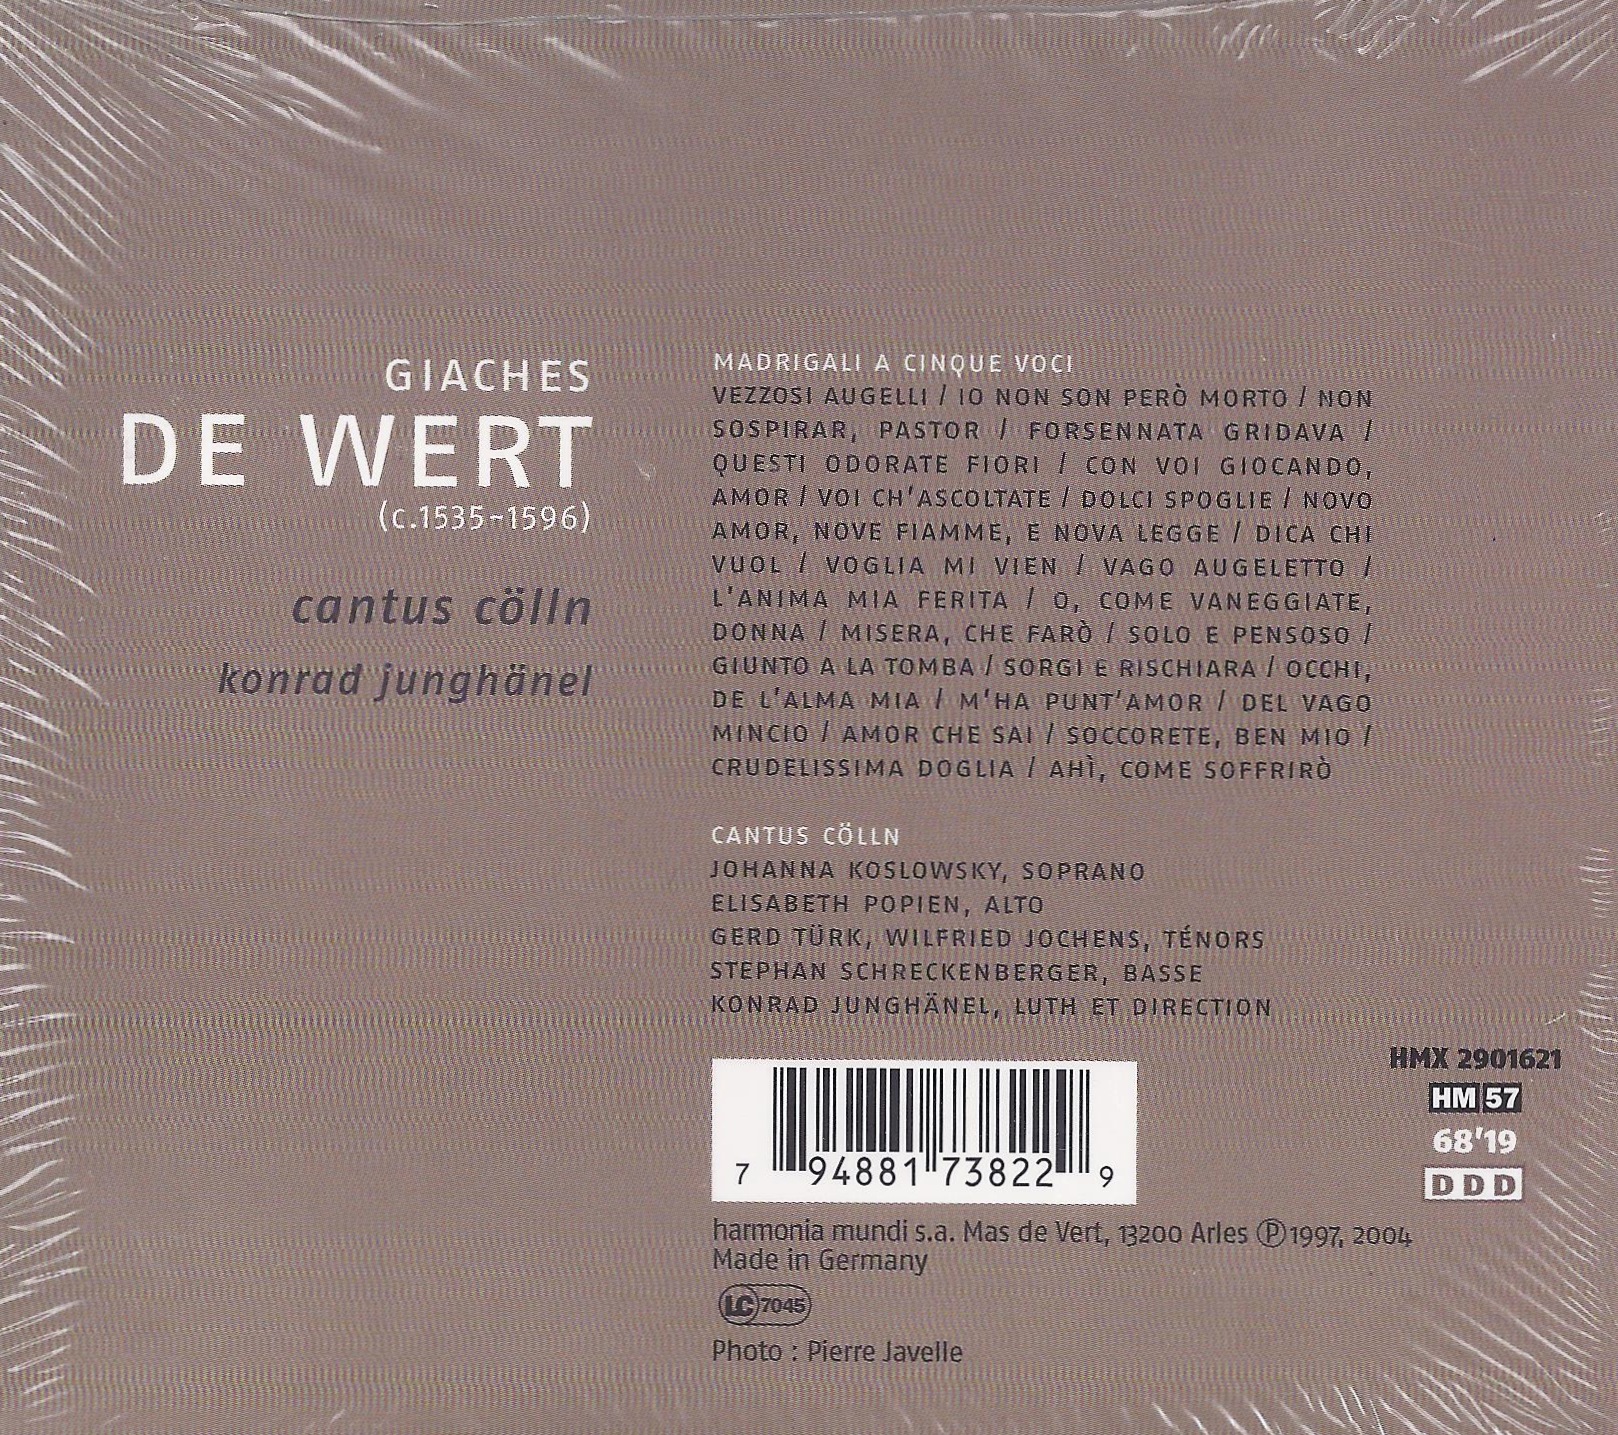 GIACHES
DE WERT
(c.1535-1596)
cantus cölln
konrad junghänel
MADRIGALI A CINQUE VOCI
VEZZOSI AUGELLI / IO NON SON PERÒ MORTO / NON
SOSPIRAR, PASTOR / FORSENNATA GRIDAVA /
QUESTI ODORATE FIORI / CON VOI GIOCANDO,
AMOR / VOI CH'ASCOLTATE / DOLCI SPOGLIE / NOVO
AMOR, NOVE FIAMME, E NOVA LEGGE / DICA CHI
VUOL / VOGLIA MI VIEN / VAGO AUGELETTO /
L'ANIMA MIA FERITA / O, COME VANEGGIATE,
DONNA / MISERA, CHE FARÒ / SOLO E PENSOSO /
GIUNTO A LA TOMBA / SORGI E RISCHIARA / OCCHI,
DE L'ALMA MIA / M'HA PUNT'AMOR / DEL VAGO
MINCIO / AMOR CHE SAI / SOCCORETE, BEN MIO /
CRUDELISSIMA DOGLIA / AHÌ, COME SOFFRIRÒ
CANTUS CÖLLN
JOHANNA KOSLOWSKY, SOPRANO
ELISABETH POPIEN, ALTO
GERD TÜRK, WILFRIED JOCHENS, TÉNORS
STEPHAN SCHRECKENBERGER, BASSE
KONRAD JUNGHÄNEL, LUTH ET DIRECTION
HMX 2901621
HM 57
68'19
DDD
7 94881 73822 9
harmonia mundi s.a. Mas de Vert, 13200 Arles Ⓟ1997, 2004
Made in Germany
LC 7045
Photo : Pierre Javelle